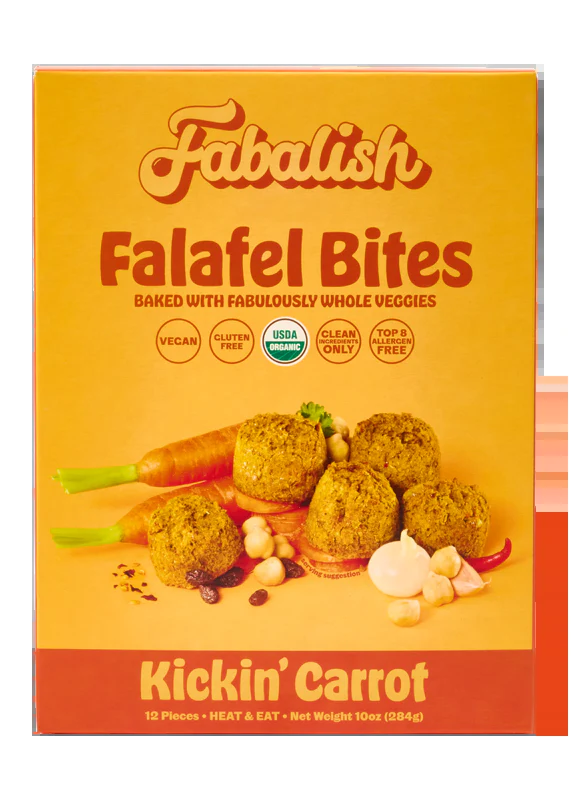 Fabalish
Falafel Bites
BAKED WITH FABULOUSLY WHOLE VEGGIES
VEGAN
GLUTEN
FREE
USDA
ORGANIC
CLEAN
INGREDIENTS
ONLY
TOP 8
ALLERGEN
FREE
serving suggestion
Kickin' Carrot
12 Pieces • HEAT & EAT • Net Weight 10oz (284g)